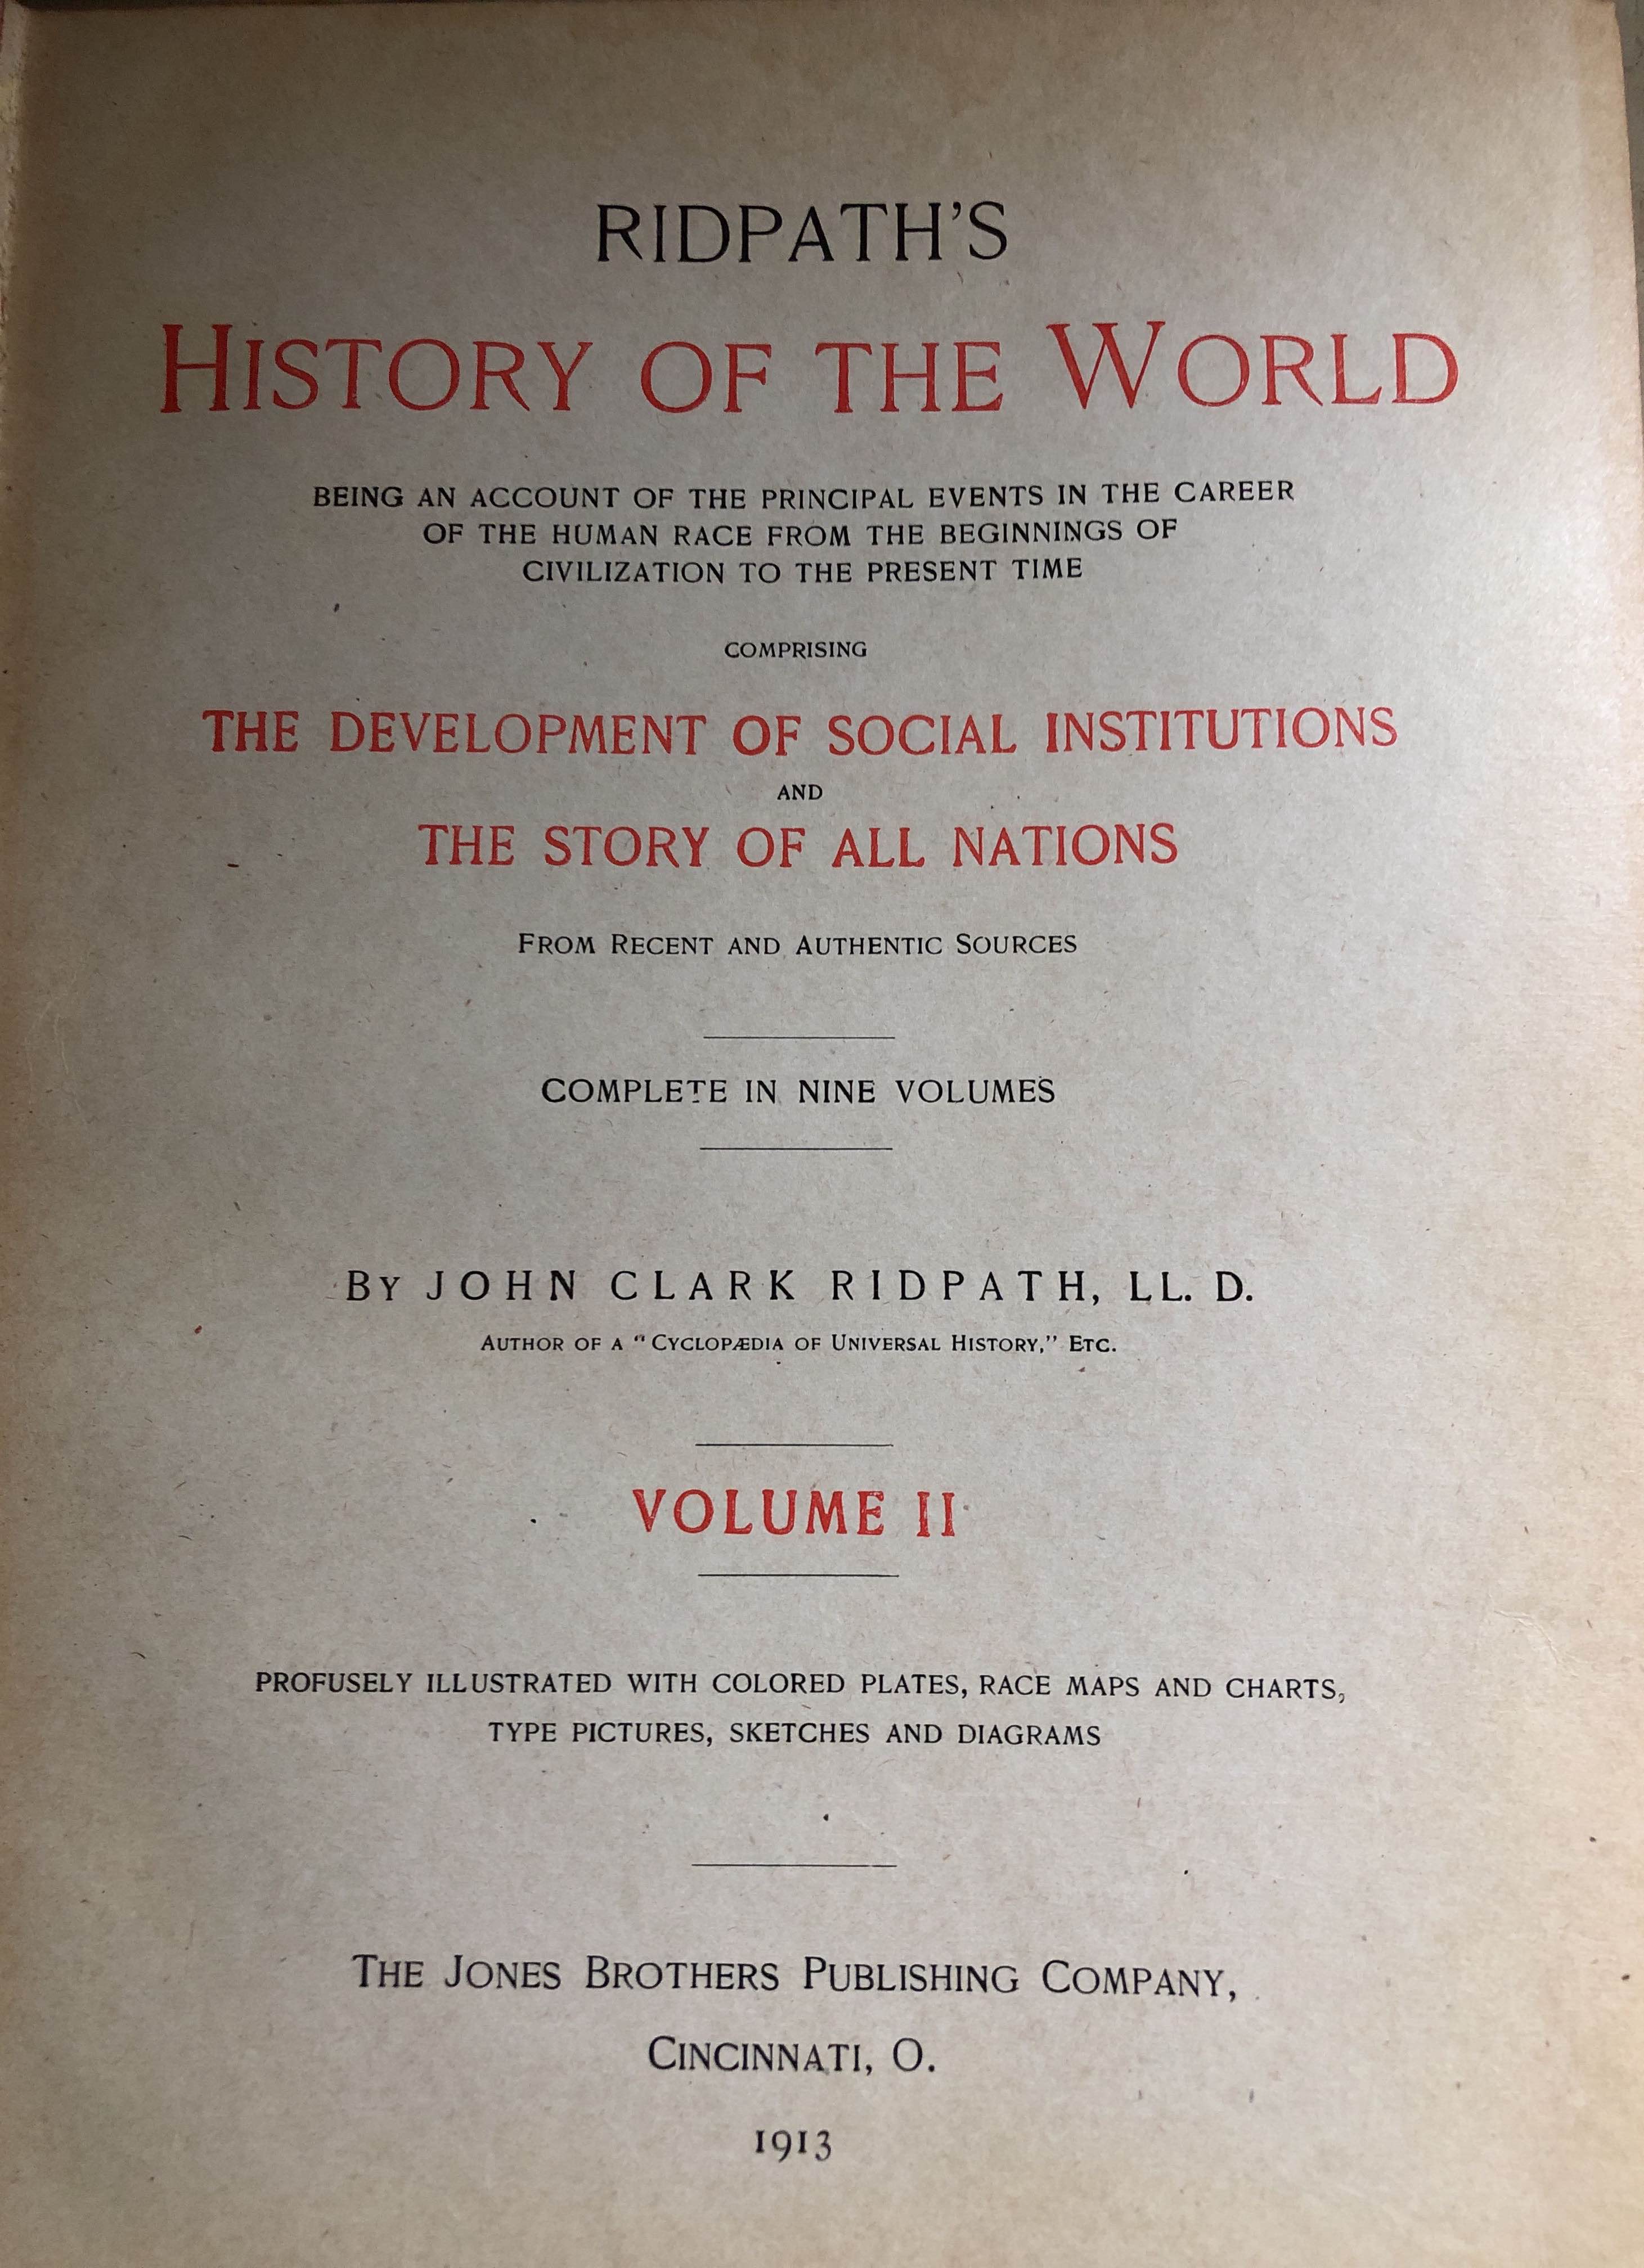 RIDPATH'S
HISTORY OF THE WORLD
BEING AN ACCOUNT OF THE PRINCIPAL EVENTS IN THE CAREER
OF THE HUMAN RACE FROM THE BEGINNINGS OF
CIVILIZATION TO THE PRESENT TIME
COMPRISING
THE DEVELOPMENT OF SOCIAL INSTITUTIONS
AND
THE STORY OF ALL NATIONS
FROM RECENT AND AUTHENTIC SOURCES
COMPLETE IN NINE VOLUMES
BY JOHN CLARK RIDPATH, LL. D.
AUTHOR OF A "CYCLOPÆDIA OF UNIVERSAL HISTORY," ETC.
VOLUME II
PROFUSELY ILLUSTRATED WITH COLORED PLATES, RACE MAPS AND CHARTS,
TYPE PICTURES, SKETCHES AND DIAGRAMS
THE JONES BROTHERS PUBLISHING COMPANY,
CINCINNATI, O.
1913